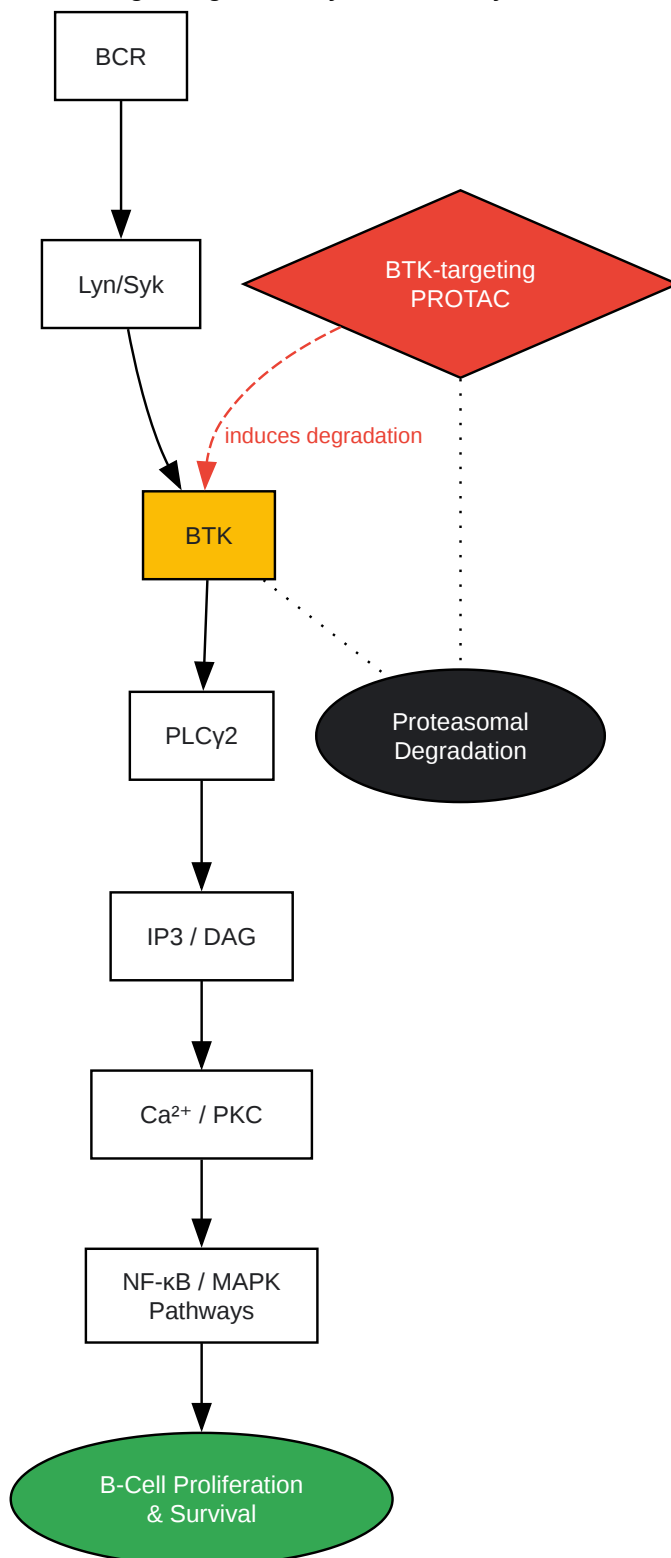 BCR
Lyn/Syk
BTK-targeting
PROTAC
induces degradation
BTK
PLCγ2
Proteasomal
Degradation
IP3 / DAG
Ca²⁺ / PKC
NF-κB / MAPK
Pathways
B-Cell Proliferation
& Survival